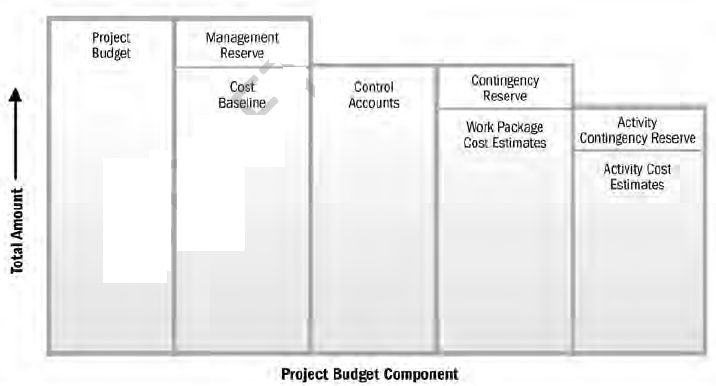 Project
Budget
Management
Reserve
Cost
Baseline
Control
Accounts
Contingency
Reserve
Work Package
Cost Estimates
Activity
Contingency Reserve
Activity Cost
Estimates
Total Amount
Project Budget Component